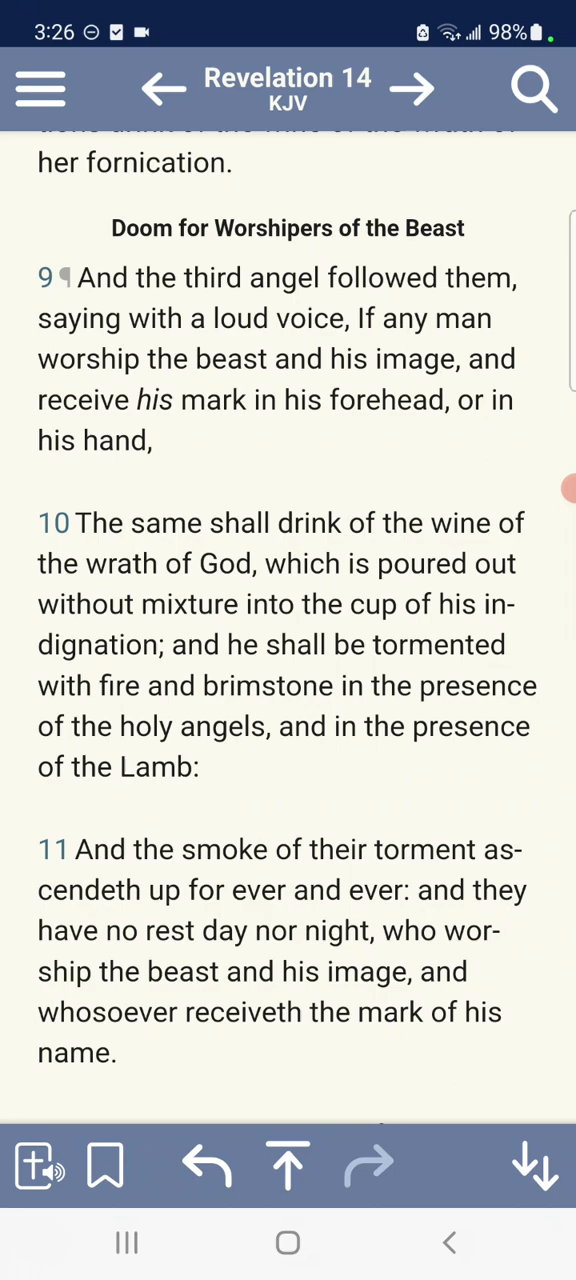 3:26
98%
Revelation 14
KJV
her fornication.
Doom for Worshipers of the Beast
9 ¶ And the third angel followed them,
saying with a loud voice, If any man
worship the beast and his image, and
receive his mark in his forehead, or in
his hand,
10 The same shall drink of the wine of
the wrath of God, which is poured out
without mixture into the cup of his in-
dignation; and he shall be tormented
with fire and brimstone in the presence
of the holy angels, and in the presence
of the Lamb:
11 And the smoke of their torment as-
cendeth up for ever and ever: and they
have no rest day nor night, who wor-
ship the beast and his image, and
whosoever receiveth the mark of his
name.